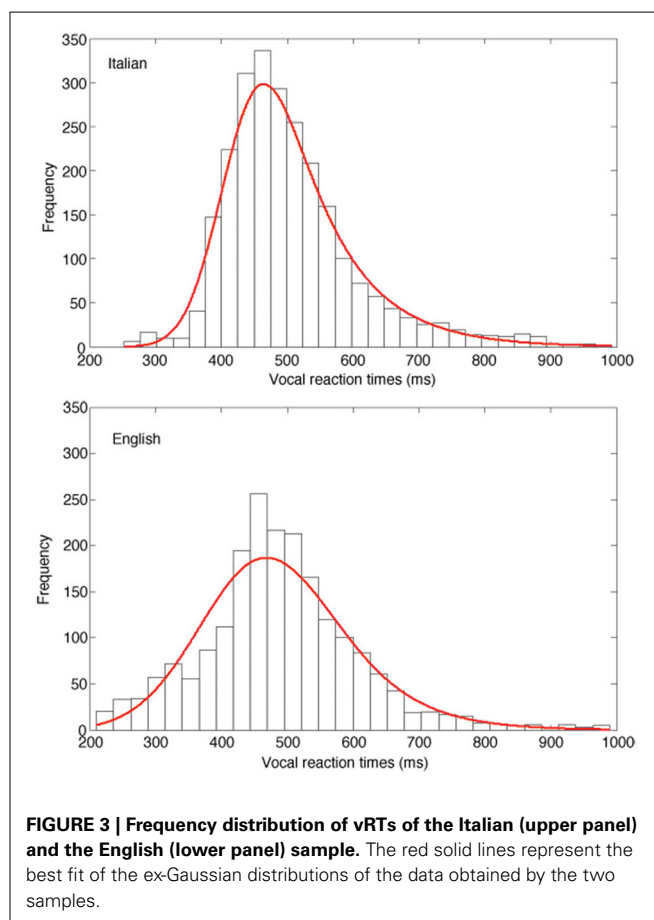 350
Italian
300
250
200
150
100
50
0
Frequency
200 300 400 500 600 700 800 900 1000
Vocal reaction times (ms)
350
English
300
250
200
150
100
50
0
Frequency
200 300 400 500 600 700 800 900 1000
Vocal reaction times (ms)
FIGURE 3 | Frequency distribution of vRTs of the Italian (upper panel)
and the English (lower panel) sample. The red solid lines represent the
best fit of the ex-Gaussian distributions of the data obtained by the two
samples.